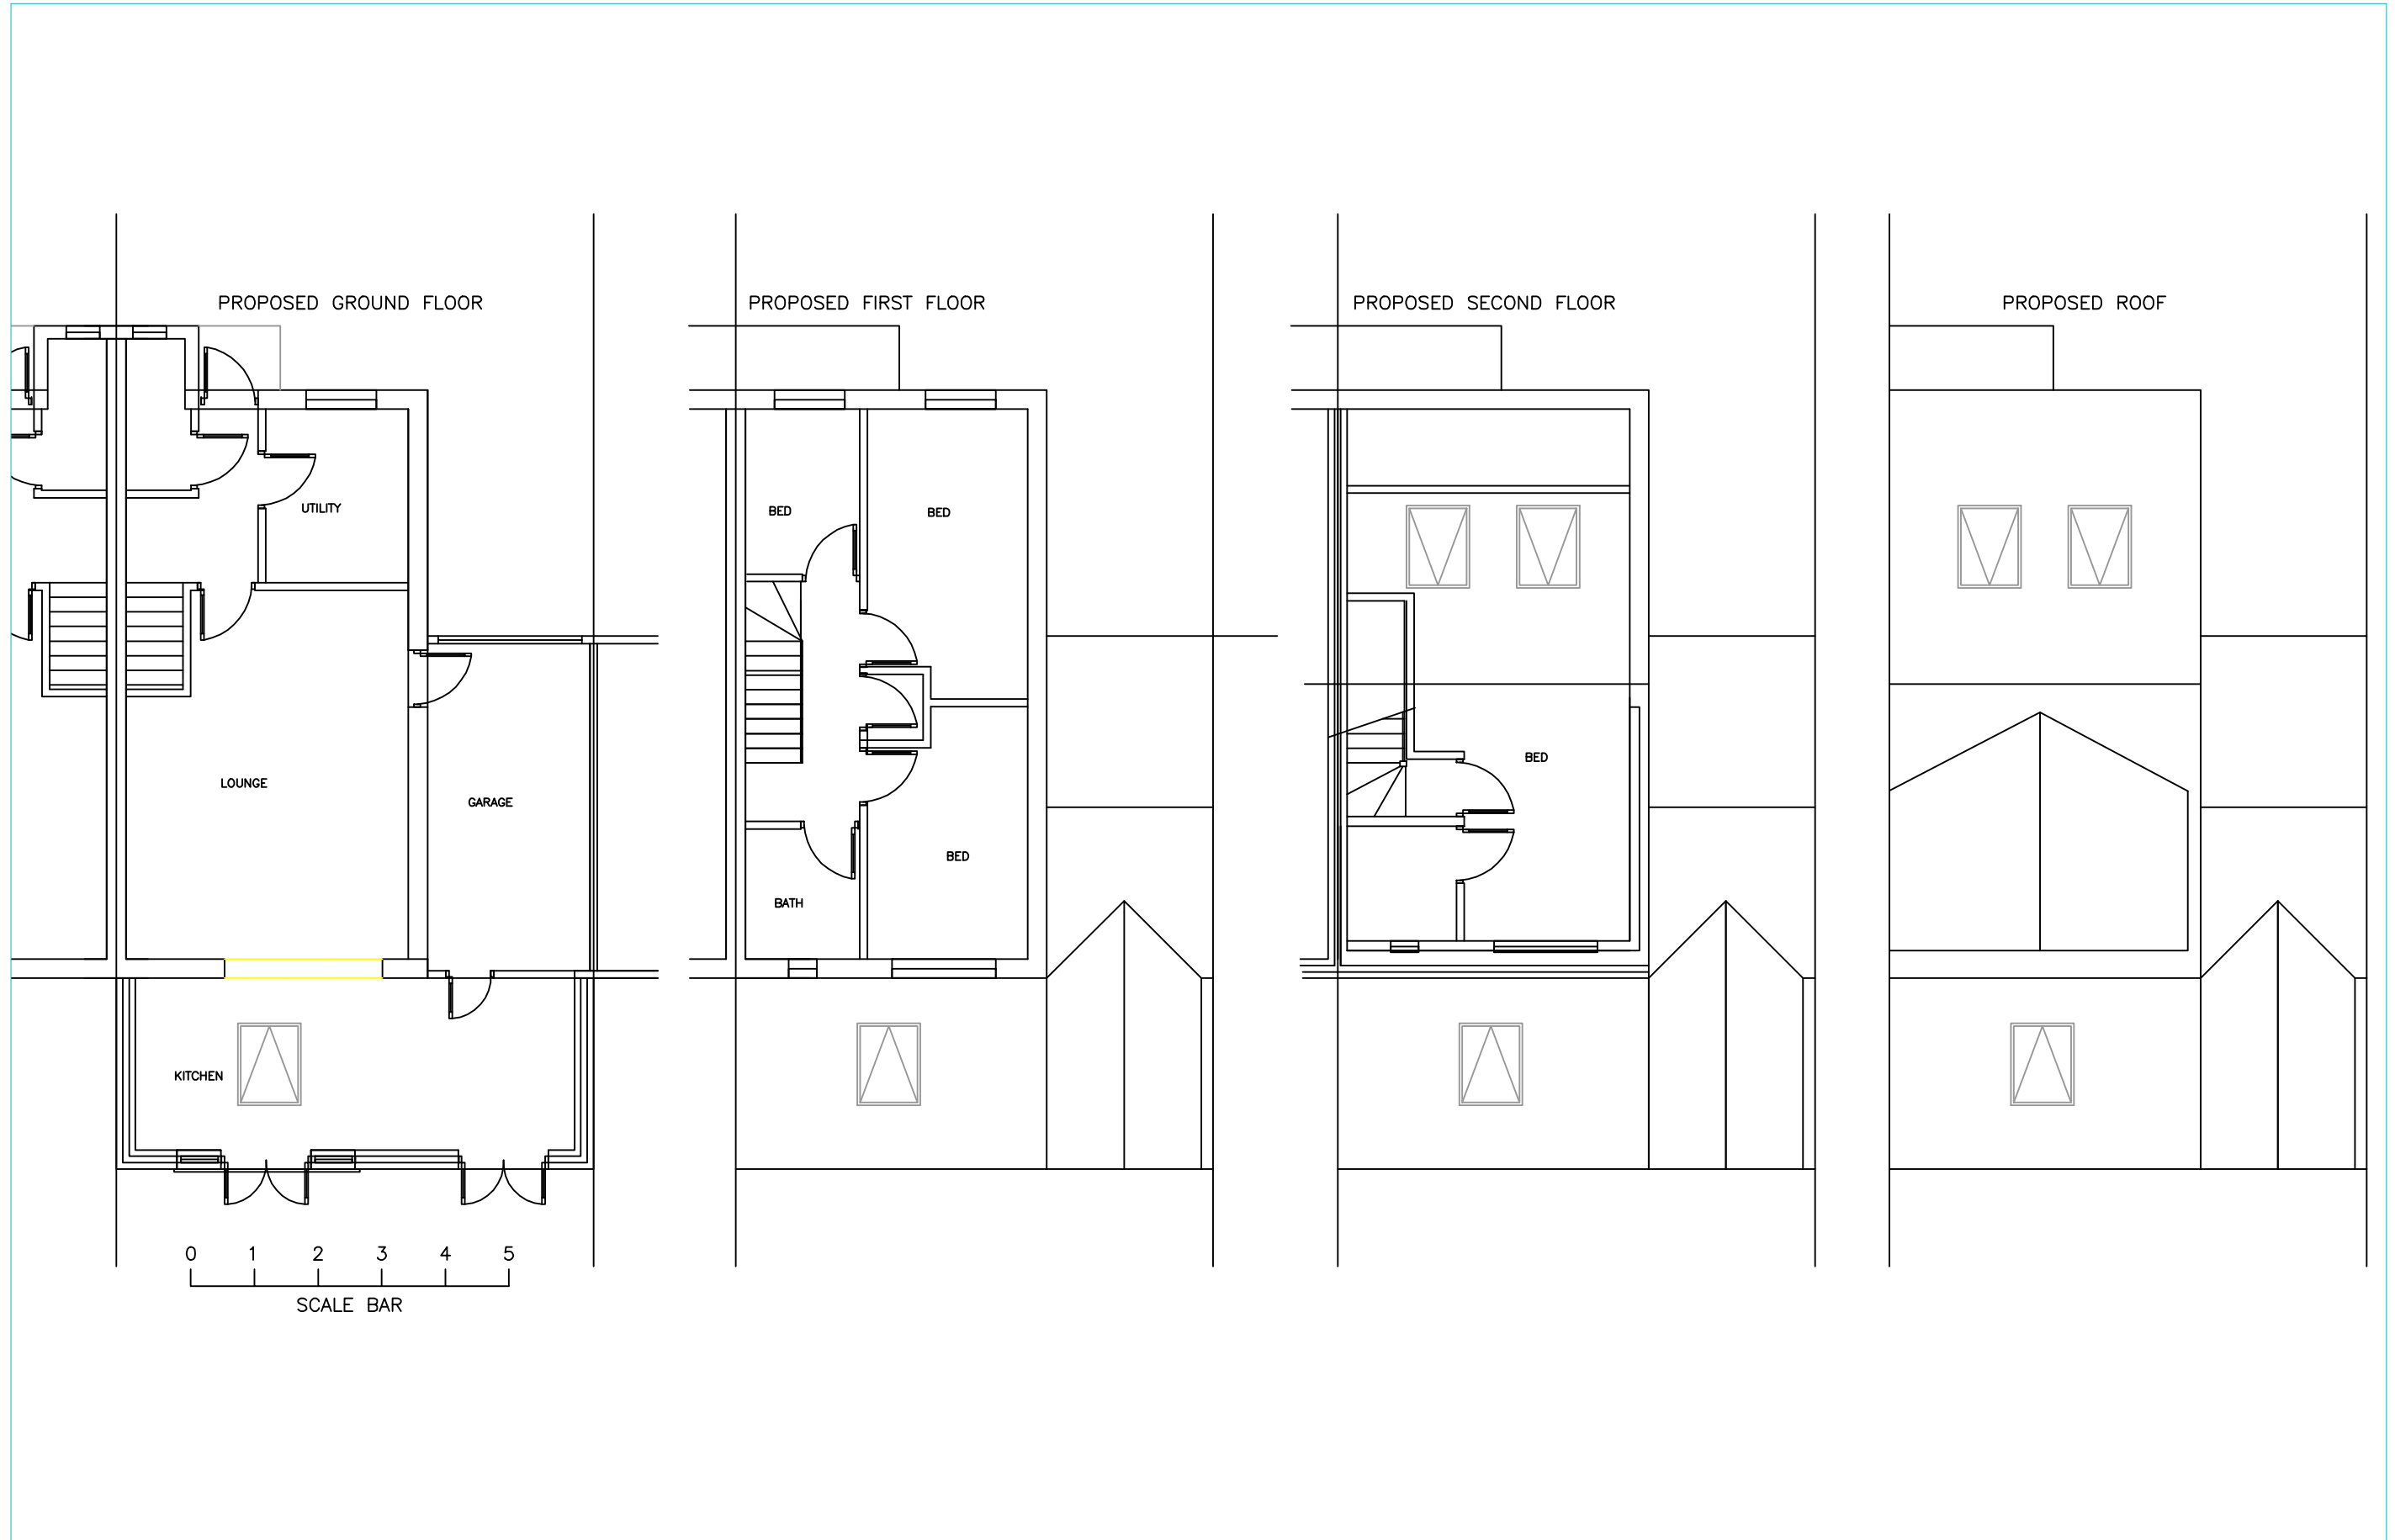 PROPOSED GROUND FLOOR
PROPOSED FIRST FLOOR
PROPOSED SECOND FLOOR
PROPOSED ROOF
UTILITY
BED
BED
LOUNGE
GARAGE
BED
BED
BATH
KITCHEN
0 1 2 3 4 5
SCALE BAR